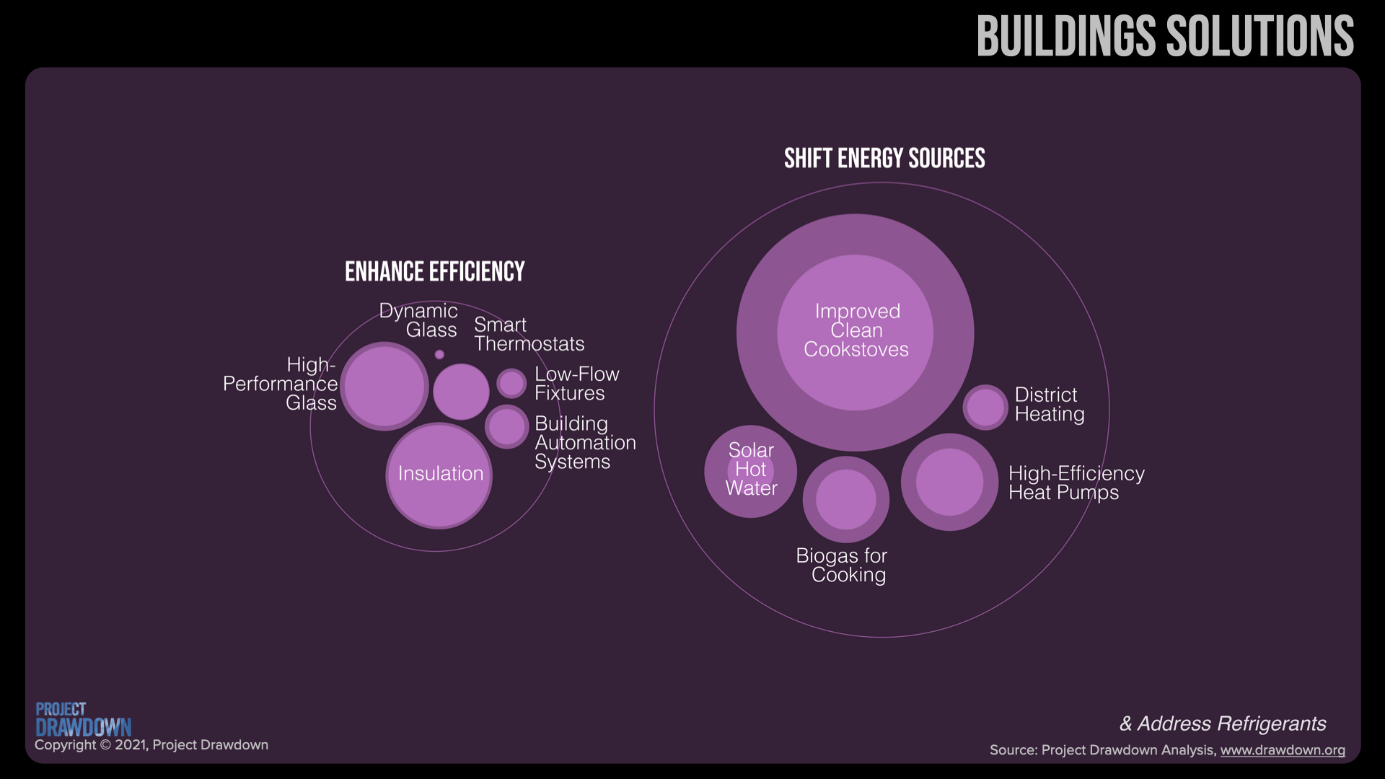 BUILDINGS SOLUTIONS
SHIFT ENERGY SOURCES
ENHANCE EFFICIENCY
Dynamic
Glass
Smart
Thermostats
High-
Performance
Glass
Low-Flow
Fixtures
Building
Automation
Systems
Insulation
Improved
Clean
Cookstoves
District
Heating
Solar
Hot
Water
High-Efficiency
Heat Pumps
Biogas for
Cooking
PROJECT
DRAWDOWN
Copyright © 2021, Project Drawdown
& Address Refrigerants
Source: Project Drawdown Analysis, www.drawdown.org